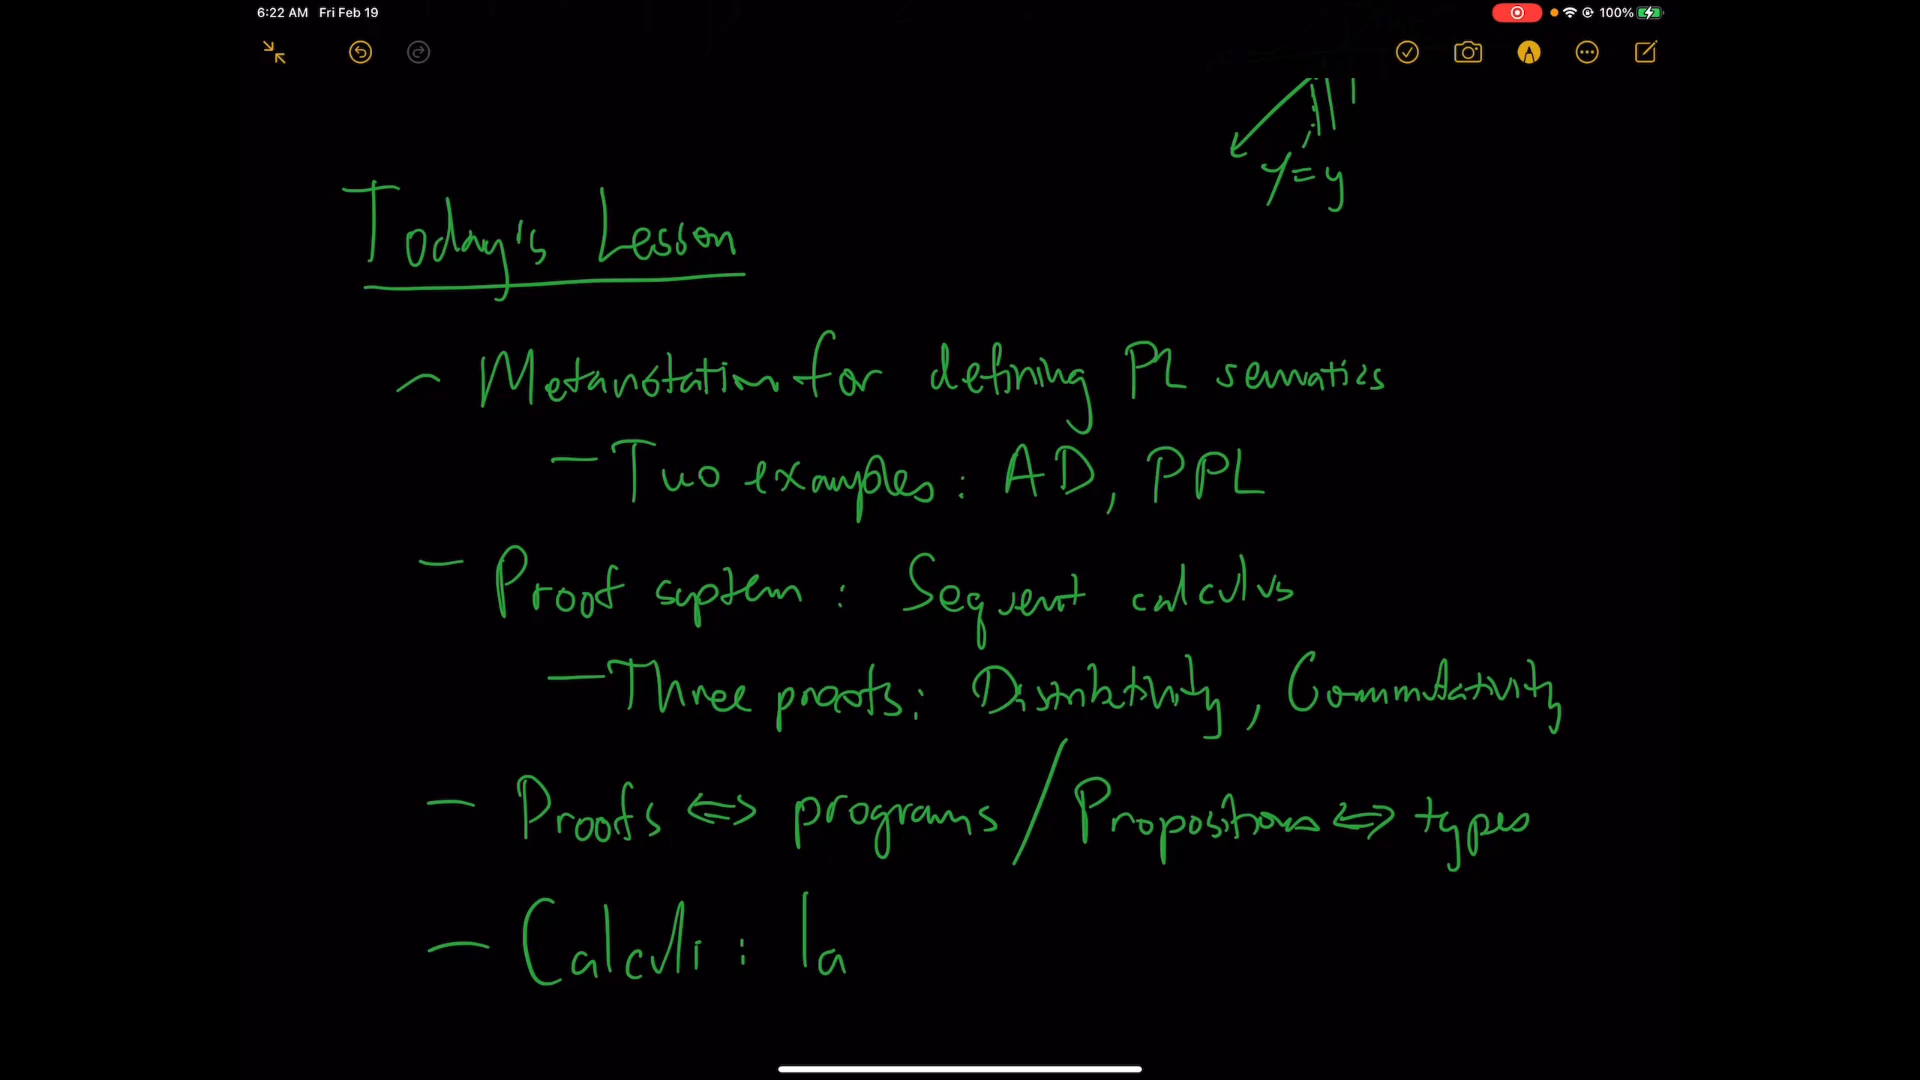 6:22 AM Fri Feb 19
100%
Y=y
Today's Lesson
- Metanotation for defining PL semantics
- Two examples: AD, PPL
- Proof system: Sequent calculus
- Three proofs: Distributivity, Commutativity
- Proofs <=> programs / Propositions <=> types
- Calculi: la